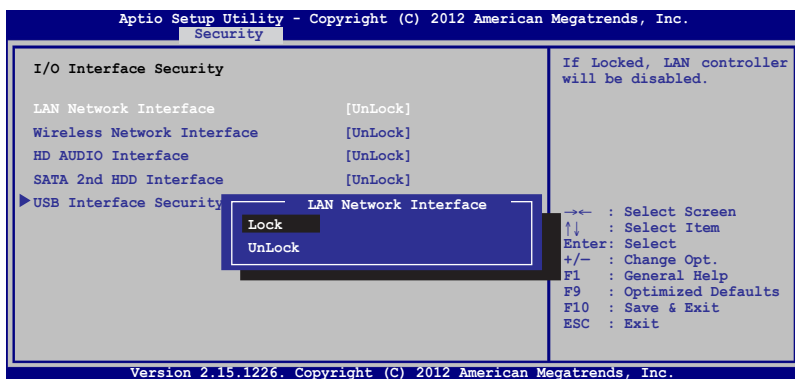 Aptio Setup Utility - Copyright (C) 2012 American Megatrends, Inc.
Security
I/O Interface Security
LAN Network Interface [UnLock]
Wireless Network Interface [UnLock]
HD AUDIO Interface [UnLock]
SATA 2nd HDD Interface [UnLock]
USB Interface Security
LAN Network Interface
Lock
UnLock
If Locked, LAN controller
will be disabled.
→← : Select Screen
↑↓ : Select Item
Enter: Select
+/— : Change Opt.
F1 : General Help
F9 : Optimized Defaults
F10 : Save & Exit
ESC : Exit
Version 2.15.1226. Copyright (C) 2012 American Megatrends, Inc.